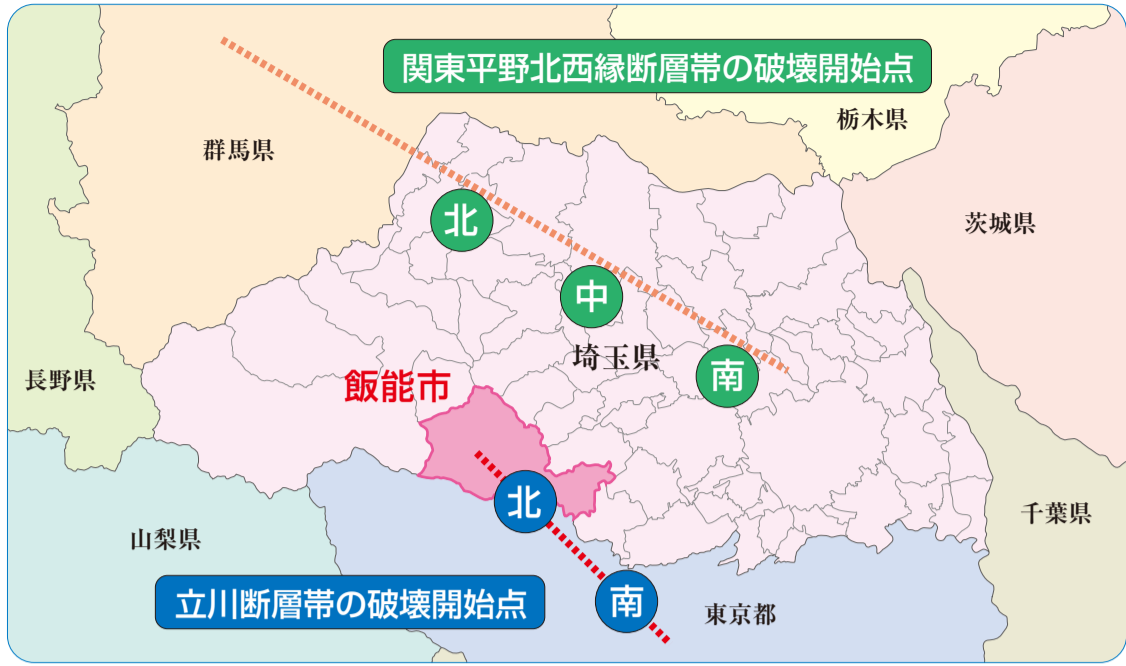 関東平野北西縁断層帯の破壊開始点
栃木県
群馬県
茨城県
北
中
埼玉県
南
長野県
飯能市
北
山梨県
千葉県
立川断層帯の破壊開始点
南
東京都